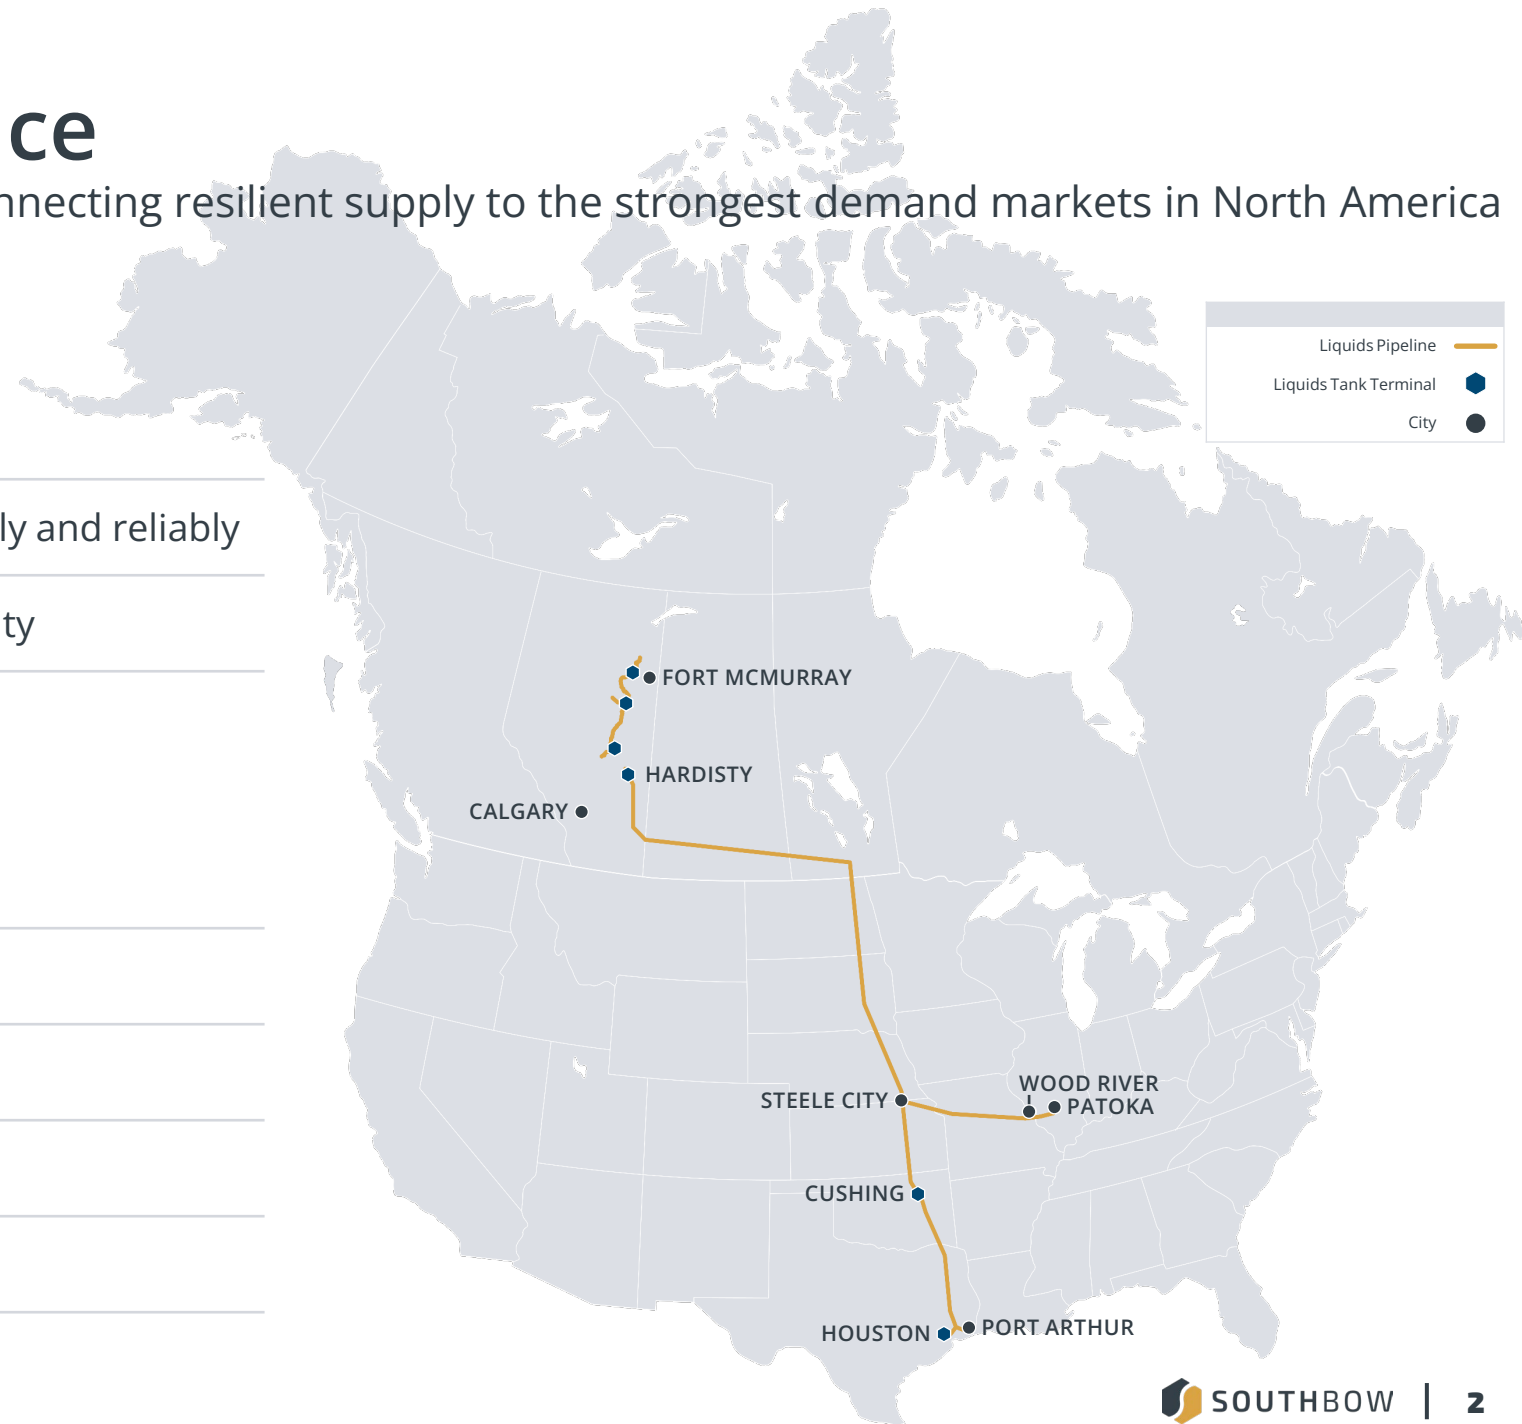 ce
nnecting resilient supply to the strongest demand markets in North America
Liquids Pipeline
Liquids Tank Terminal
City
ly and reliably
ty
FORT MCMURRAY
HARDISTY
CALGARY
STEELE CITY
WOOD RIVER
PATOKA
CUSHING
HOUSTON
PORT ARTHUR
SOUTHBOW | 2